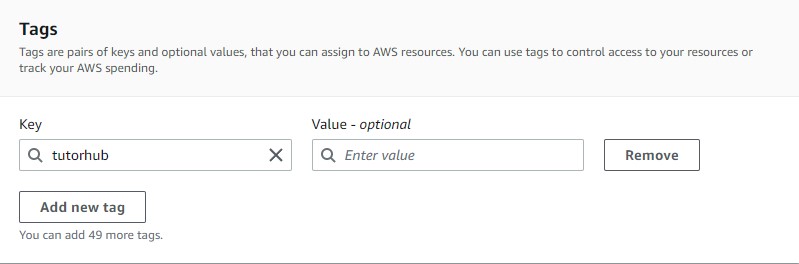 Tags
Tags are pairs of keys and optional values, that you can assign to AWS resources. You can use tags to control access to your resources or
track your AWS spending.
Key
Value - optional
tutorhub
Enter value
Remove
Add new tag
You can add 49 more tags.